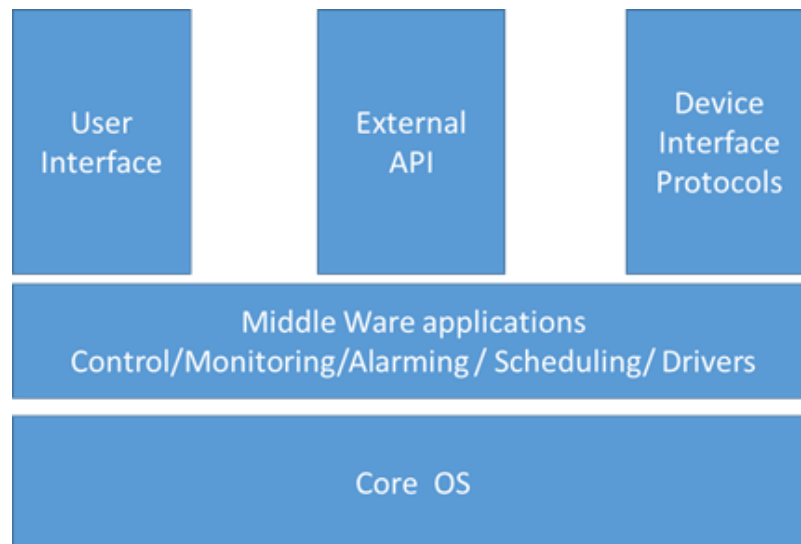 User
Interface
External
API
Device
Interface
Protocols
Middle Ware applications
Control/Monitoring/Alarming / Scheduling/ Drivers
Core OS